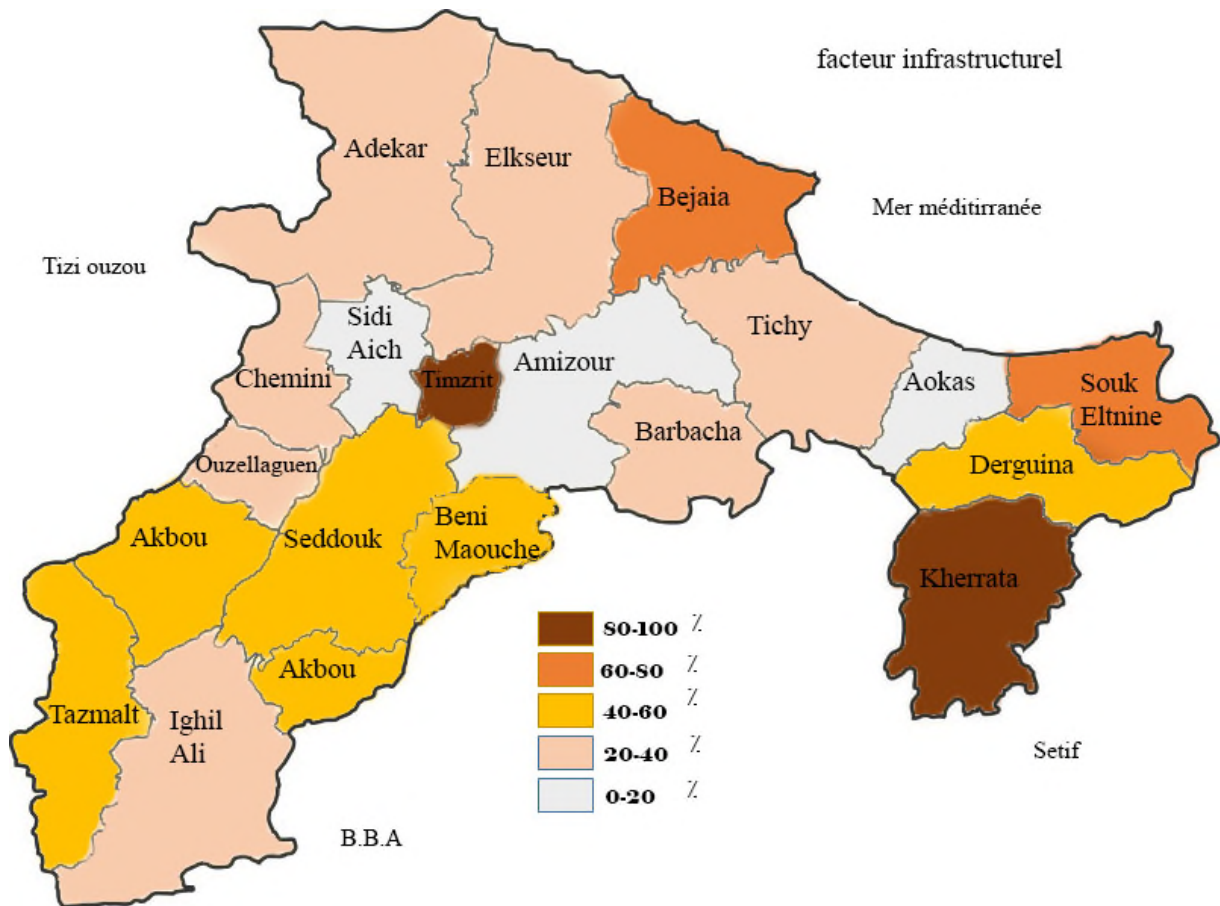 facteur infrastructurel
Adekar
Elkseur
Bejaia
Mer méditirranée
Tizi ouzou
Sidi
Aich
Tichy
Chemini
Timzrit
Amizour
Aokas
Souk
Eltnine
Barbacha
Ouzellaguen
Derguina
Akbou
Seddouk
Beni
Maouche
Kherrata
80-100 %
60-80 %
40-60 %
20-40 %
0-20 %
Akbou
Tazmalt
Ighil
Ali
Setif
B.B.A